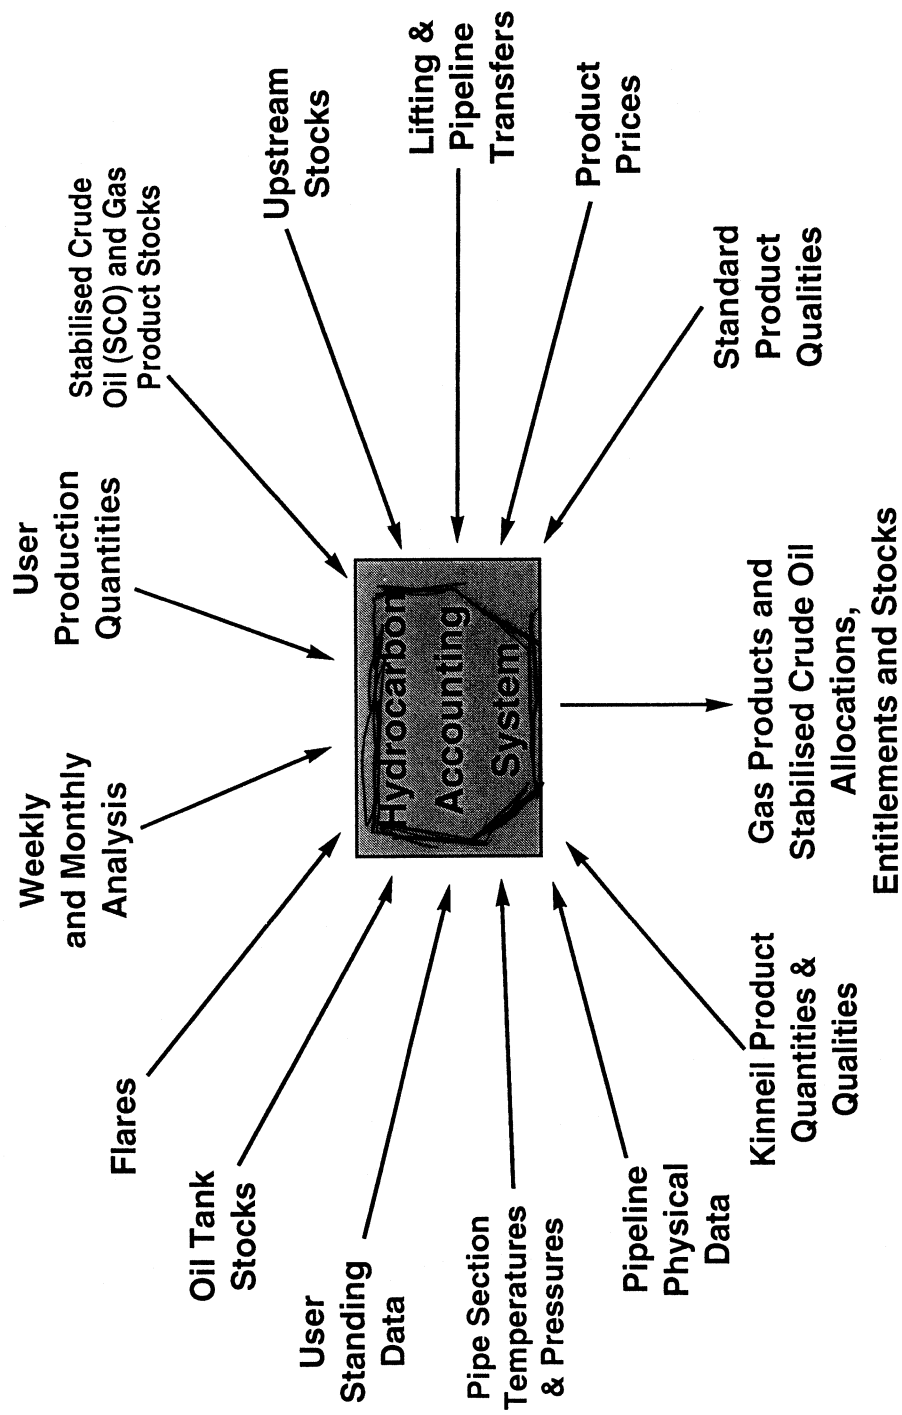 Weekly
and Monthly
Analysis
User
Production
Quantities
Stabilised Crude
Oil (SCO) and Gas
Product Stocks
Flares
Upstream
Stocks
Oil Tank
Stocks
Lifting &
Pipeline
Transfers
User
Standing
Data
Hydrocarbon
Accounting
System
Product
Prices
Pipe Section
Temperatures
& Pressures
Standard
Product
Qualities
Pipeline
Physical
Data
Kinneil Product
Quantities &
Qualities
Gas Products and
Stabilised Crude Oil
Allocations,
Entitlements and Stocks